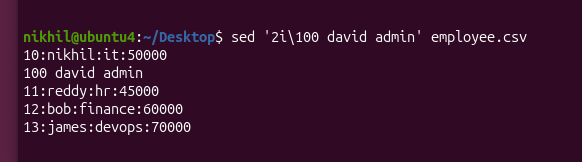 nikhil@ubuntu4:~/Desktop$ sed '2i\100 david admin' employee.csv
10:nikhil:it:50000
100 david admin
11:reddy:hr:45000
12:bob:finance:60000
13:james:devops:70000